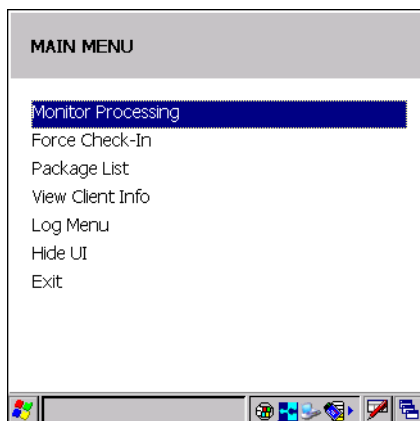 MAIN MENU
Monitor Processing
Force Check-In
Package List
View Client Info
Log Menu
Hide UI
Exit